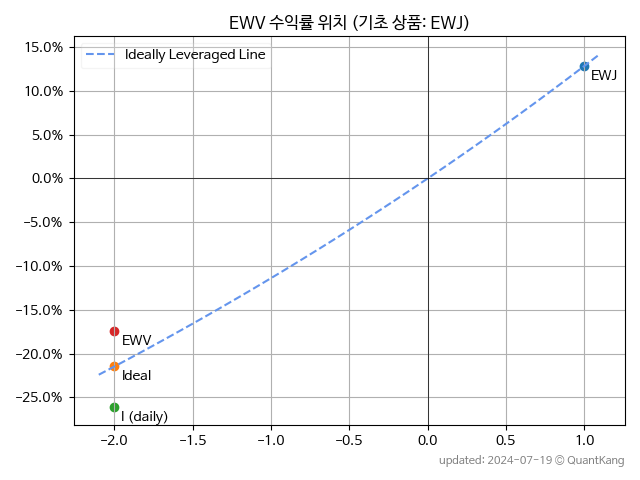 EWV 수익률 위치 (기초 상품: EWJ)
Ideally Leveraged Line
15.0%
10.0%
5.0%
0.0%
−5.0%
−10.0%
−15.0%
−20.0%
−25.0%
EWJ
EWV
Ideal
I (daily)
−2.0 −1.5 −1.0 −0.5 0.0 0.5 1.0
updated: 2024-07-19 © QuantKang